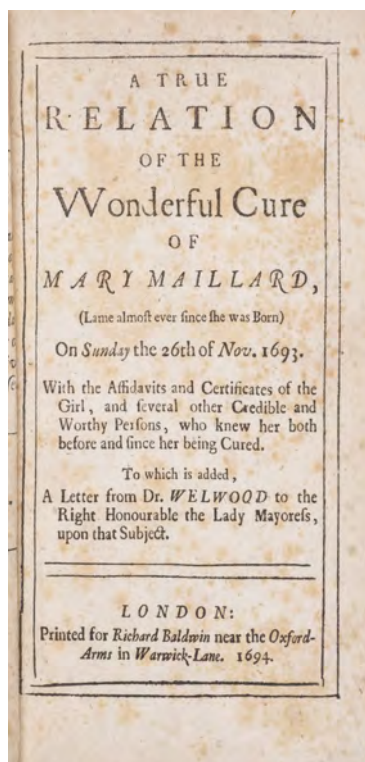 A TRUE
RELATION
OF THE
Wonderful Cure
OF
MARY MAILLARD,
(Lame almoſt ever ſince ſhe was Born)
On Sunday the 26th of Nov. 1693.
With the Affidavits and Certificates of the
Girl, and ſeveral other Credible and
Worthy Perſons, who knew her both
before and ſince her being Cured.
To which is added,
A Letter from Dr. WELWOOD to the
Right Honourable the Lady Mayoreſs,
upon that Subject.
LONDON:
Printed for Richard Baldwin near the Oxford-
Arms in Warwick-Lane. 1694.